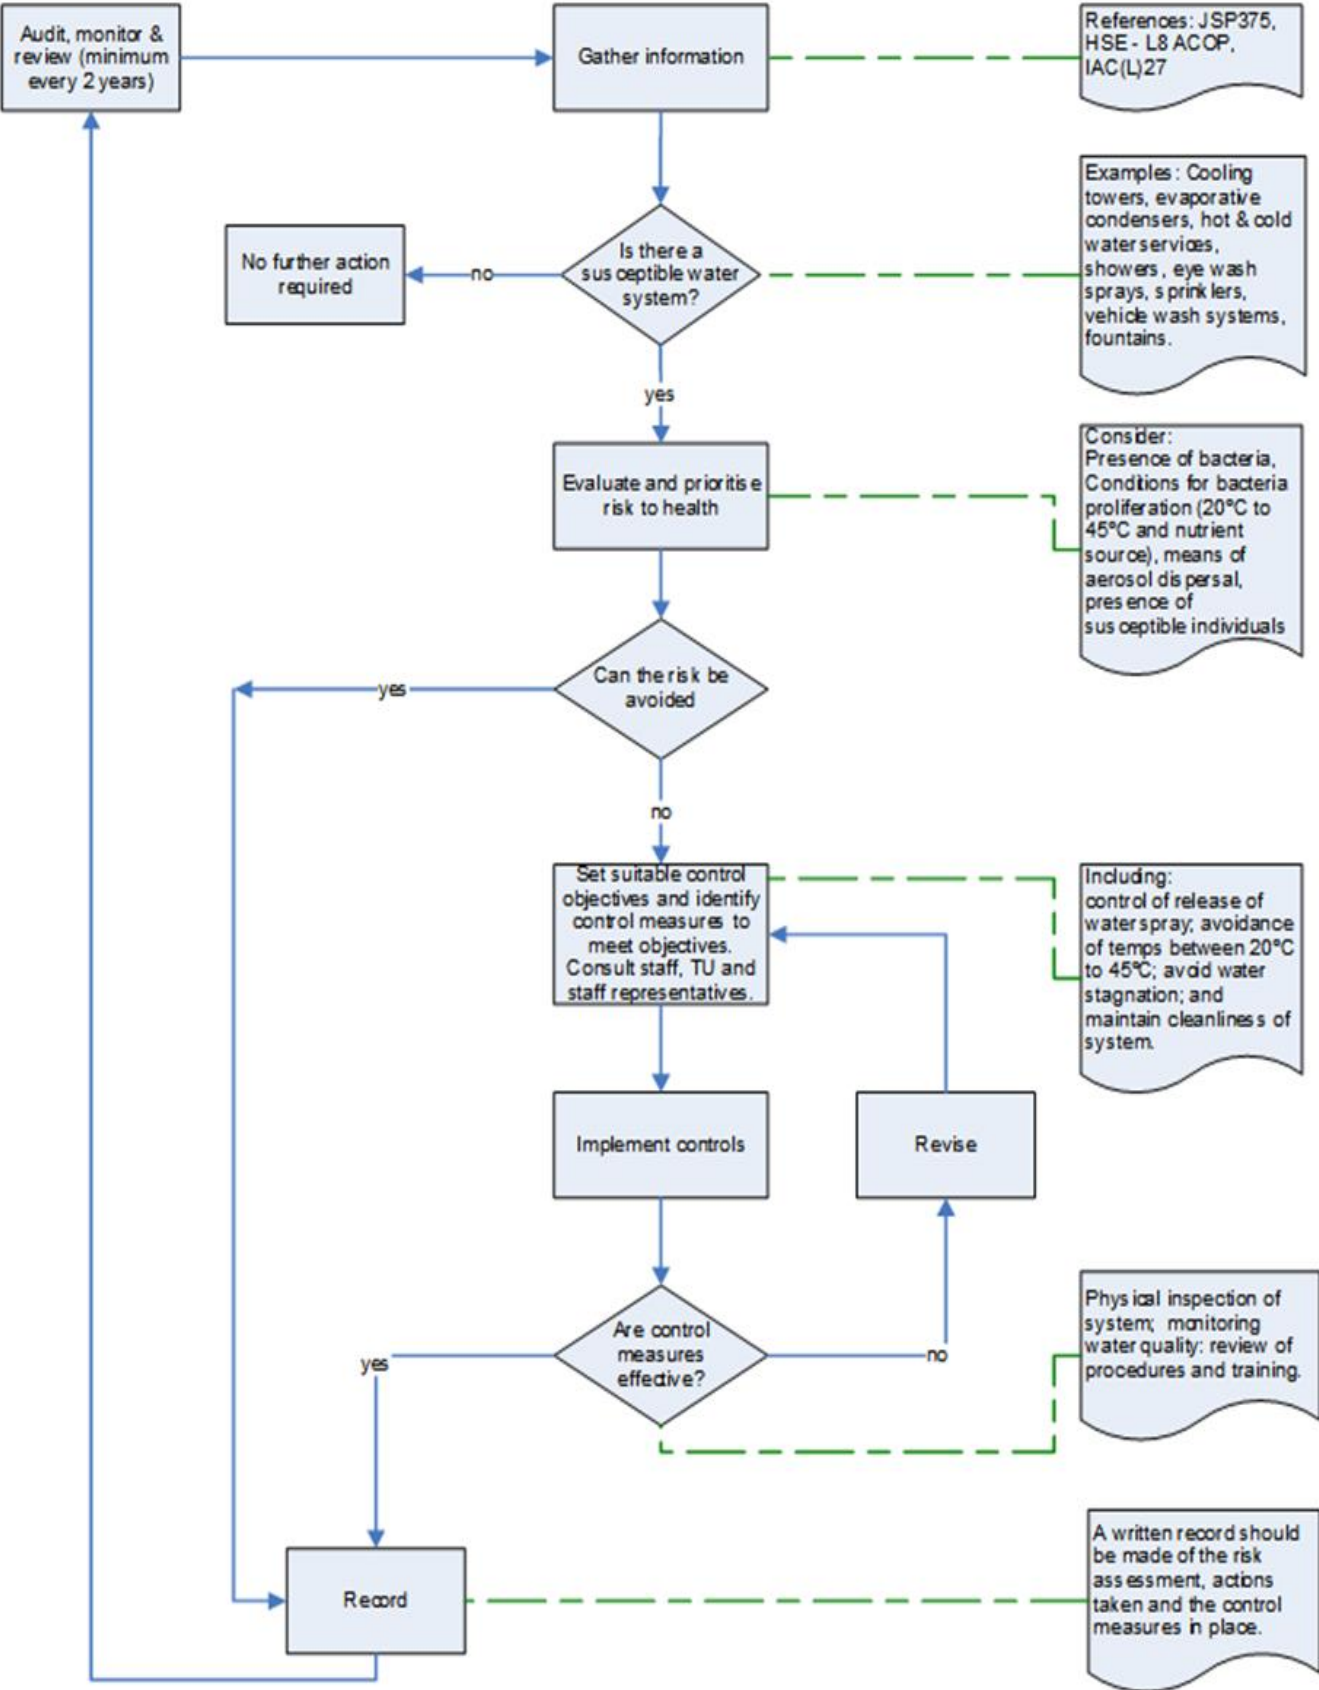 Audit, monitor &
review (minimum
every 2 years)
Gather information
References: JSP375,
HSE - L8 ACOP,
IAC(L)27
Examples: Cooling
towers, evaporative
condensers, hot & cold
water services,
showers, eye wash
sprays, sprinklers,
vehicle wash systems,
fountains.
Is there a
susceptible water
system?
no
No further action
required
yes
Evaluate and prioritise
risk to health
Consider:
Presence of bacteria,
Conditions for bacteria
proliferation (20°C to
45°C and nutrient
source), means of
aerosol dispersal,
presence of
susceptible individuals
Can the risk be
avoided
yes
no
Set suitable control
objectives and identify
control measures to
meet objectives.
Consult staff, TU and
staff representatives.
Including:
control of release of
water spray; avoidance
of temps between 20°C
to 45°C; avoid water
stagnation; and
maintain cleanliness of
system.
Implement controls
Revise
Are control
measures
effective?
yes
no
Physical inspection of
system; monitoring
water quality: review of
procedures and training.
Record
A written record should
be made of the risk
assessment, actions
taken and the control
measures in place.